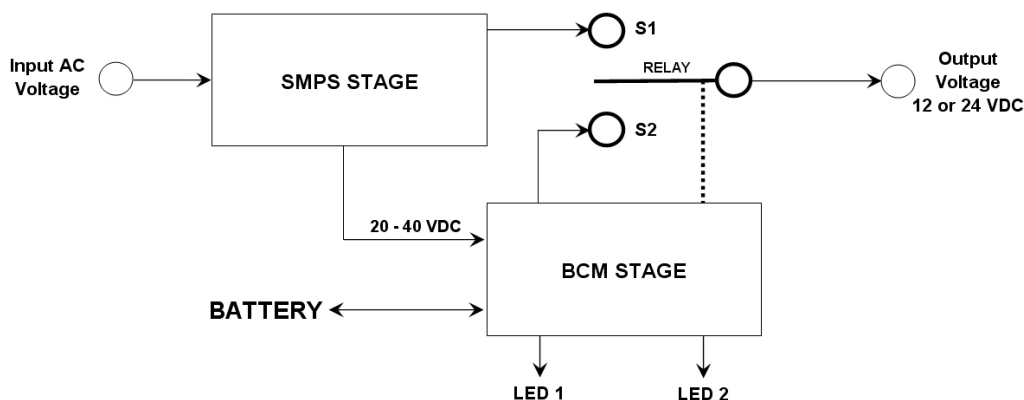 Input AC
Voltage
SMPS STAGE
S1
RELAY
Output
Voltage
12 or 24 VDC
S2
20 - 40 VDC
BCM STAGE
BATTERY
LED 1
LED 2